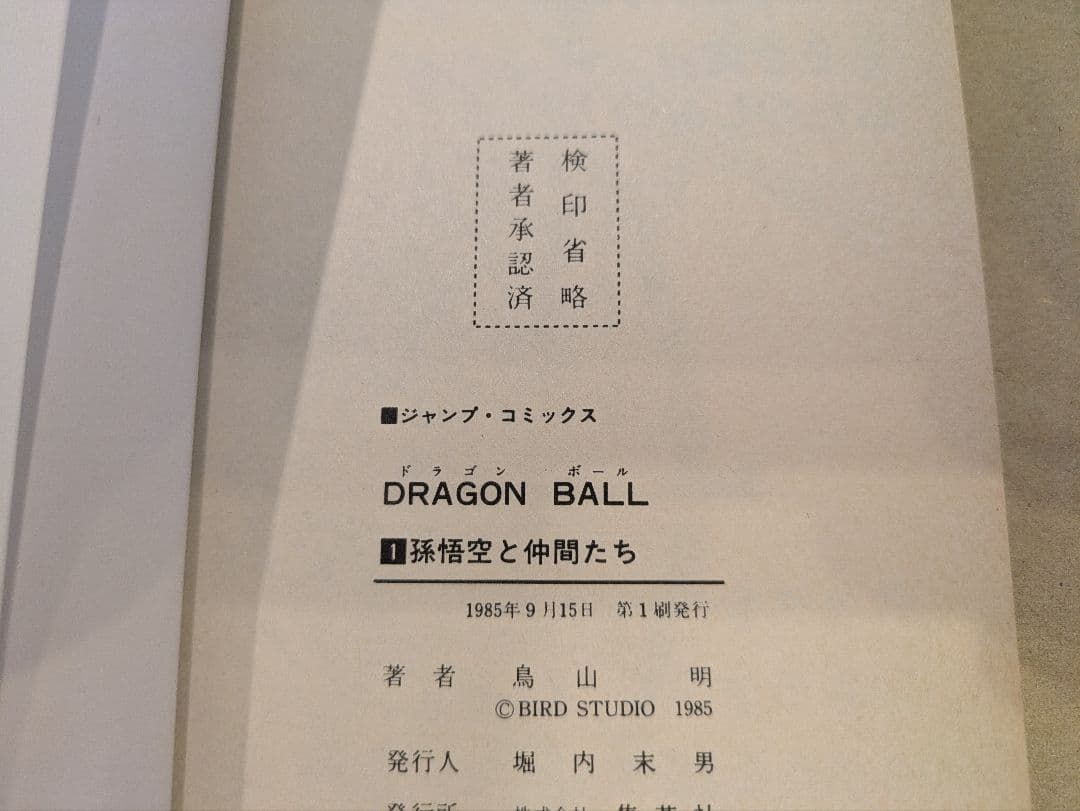 検印省略
著者承認済
■ジャンプ・コミックス
ドラゴン ボール
DRAGON BALL
1孫悟空と仲間たち
1985年9月15日 第1刷発行
著者 鳥山 明
©BIRD STUDIO 1985
発行人 堀内末男